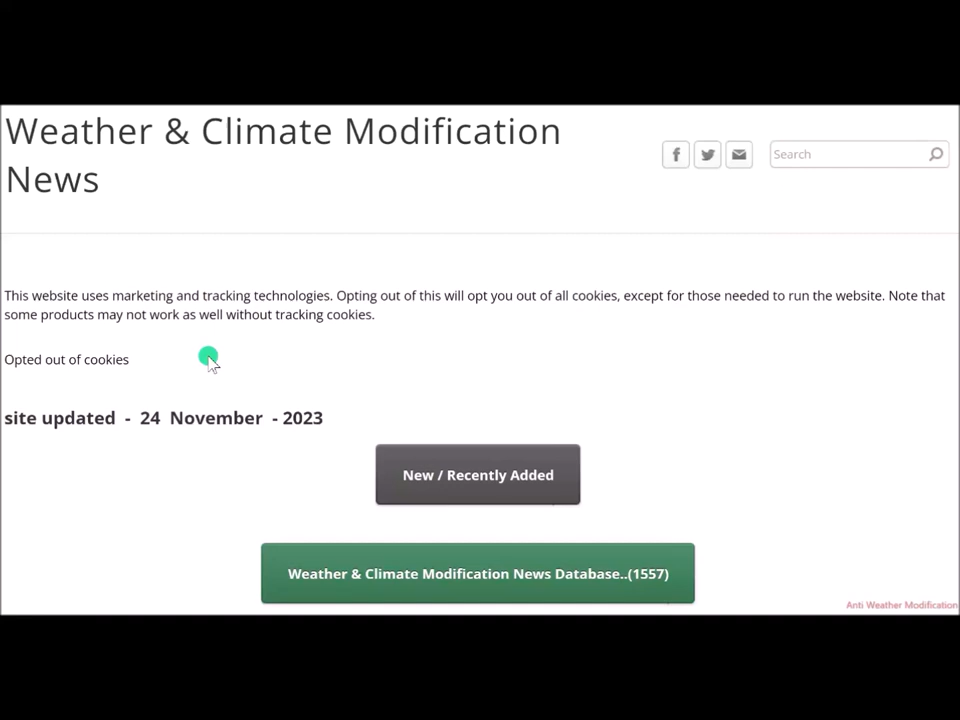 Weather & Climate Modification
News
Search
This website uses marketing and tracking technologies. Opting out of this will opt you out of all cookies, except for those needed to run the website. Note that
some products may not work as well without tracking cookies.
Opted out of cookies
site updated - 24 November - 2023
New / Recently Added
Weather & Climate Modification News Database..(1557)
Anti Weather Modification